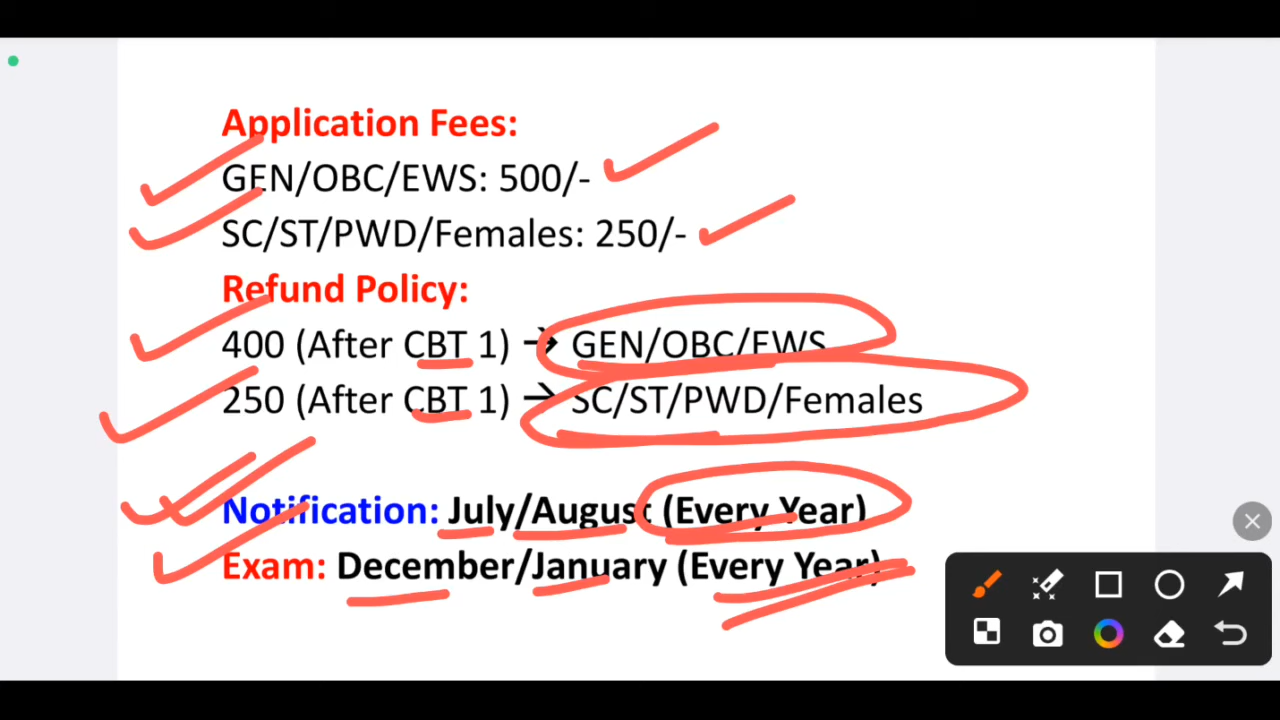 Application Fees:
GEN/OBC/EWS: 500/-
SC/ST/PWD/Females: 250/-
Refund Policy:
400 (After CBT 1) → GEN/OBC/EWS
250 (After CBT 1) → SC/ST/PWD/Females
Notification: July/August (Every Year)
Exam: December/January (Every Year)